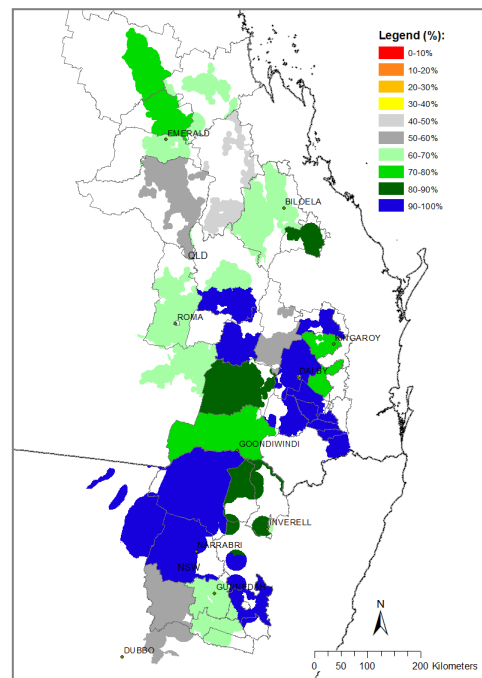 Legend (%):
0-10%
10-20%
20-30%
30-40%
40-50%
50-60%
60-70%
70-80%
80-90%
90-100%
EMERALD
BILOELA
QLD
ROMA
KINGAROY
DALBY
GOONDIWINDI
INVERELL
NARRABRI
NSW
GUNNEDAH
DUBBO
N
0 50 100 200 Kilometers